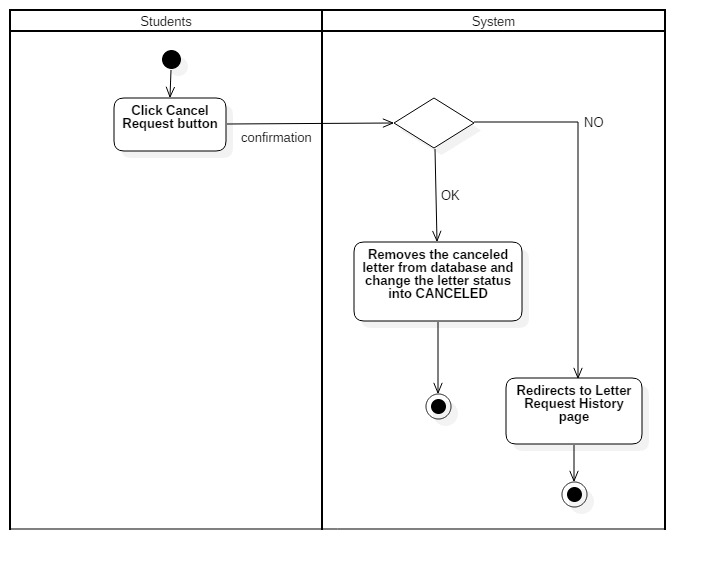 Students
System
Click Cancel
Request button
confirmation
NO
OK
Removes the canceled
letter from database and
change the letter status
into CANCELED
Redirects to Letter
Request History
page